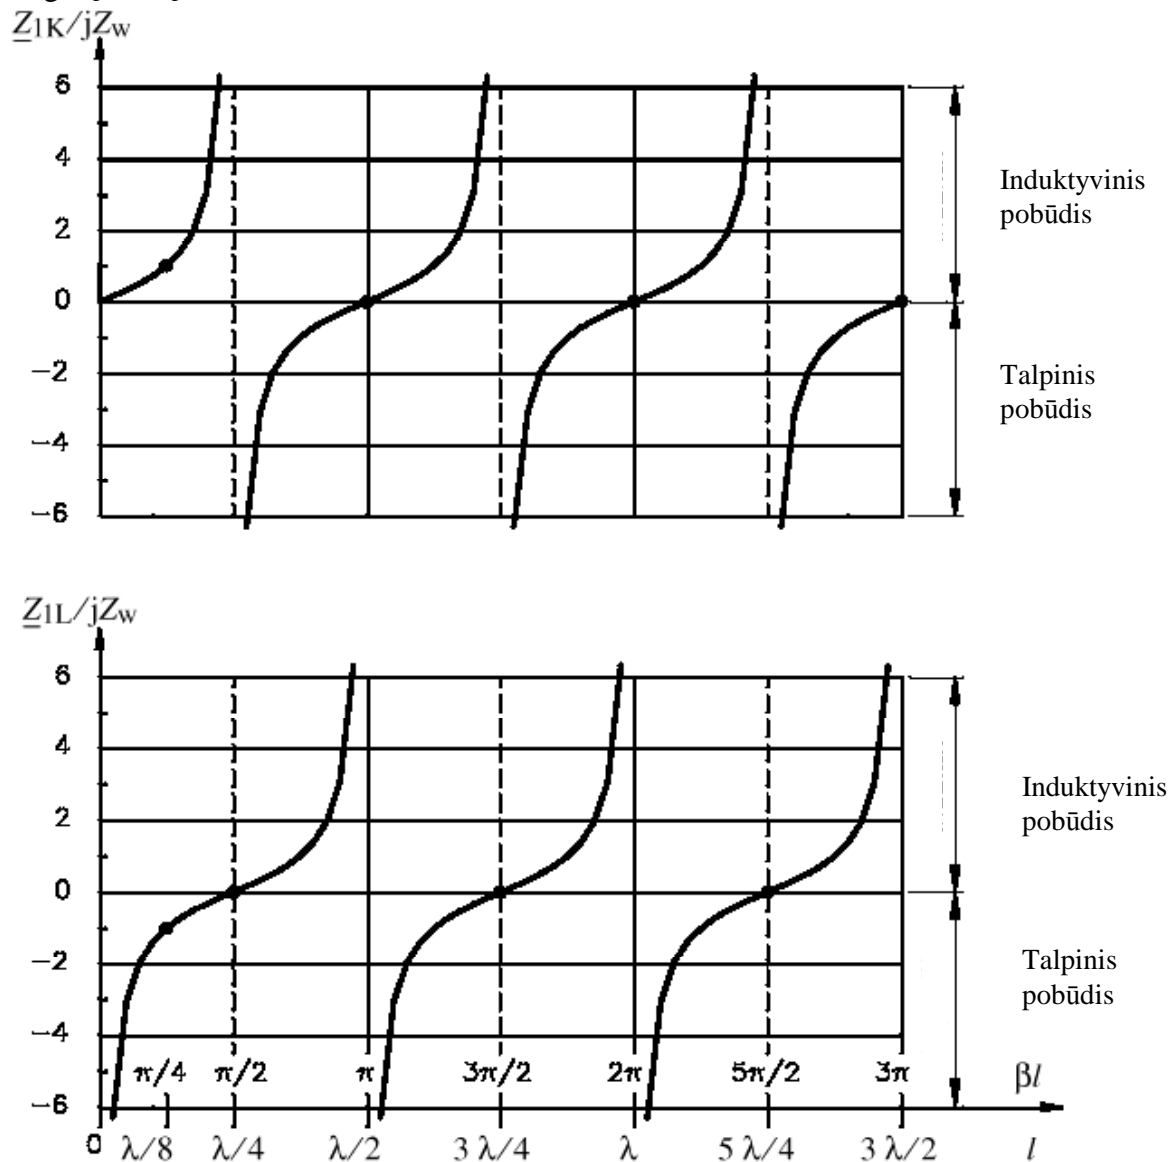 Z1K/jZw
6
4
2
0
−2
−4
−6
Induktyvinis
pobūdis
Talpinis
pobūdis
Z1L/jZw
6
4
2
0
−2
−4
−6
Induktyvinis
pobūdis
Talpinis
pobūdis
π/4 π/2 π 3π/2 2π 5π/2 3π βl
0 λ/8 λ/4 λ/2 3 λ/4 λ 5 λ/4 3 λ/2 l